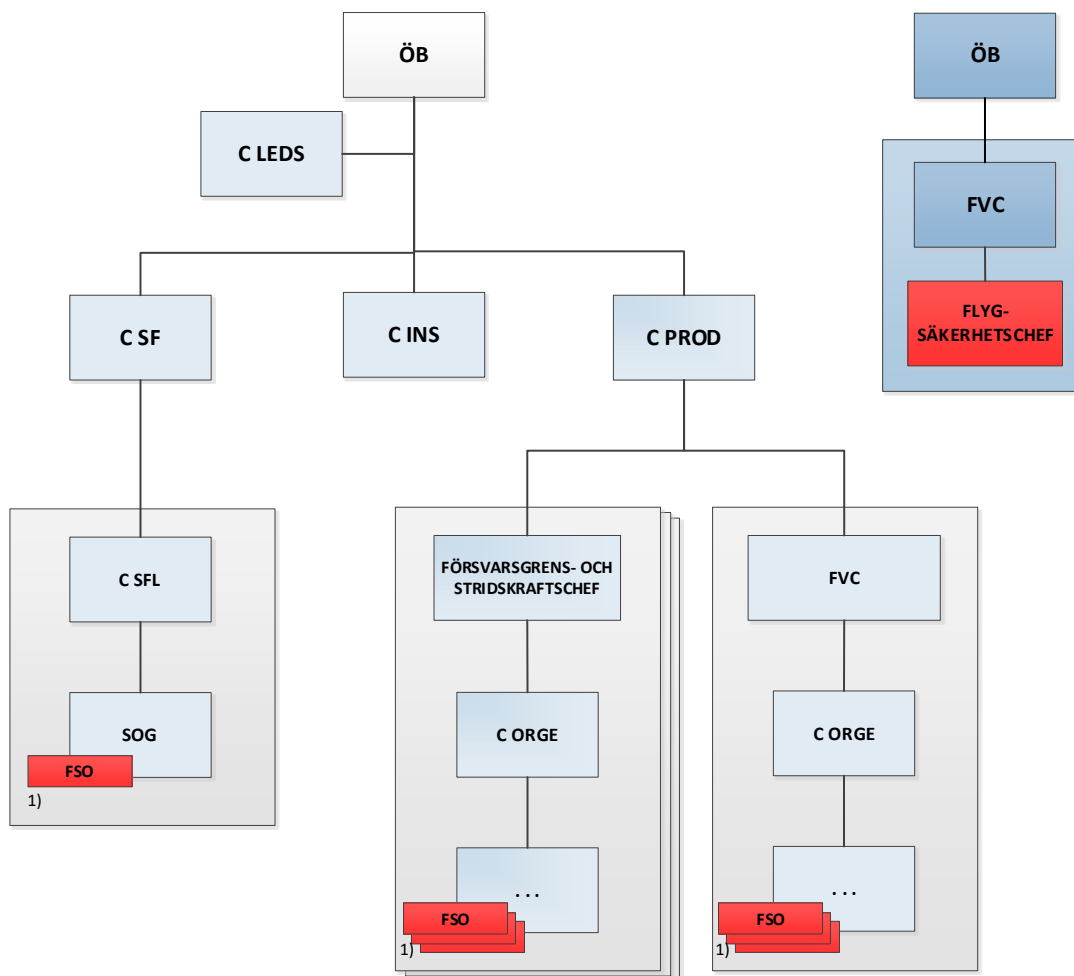 ÖB
C LEDS
C SF
C INS
C PROD
C SFL
SOG
FSO
1)
FÖRSVARSGRENS- OCH
STRIDSKRAFTSCHEF
C ORGE
. . .
FSO
1)
FVC
C ORGE
. . .
FSO
1)
ÖB
FVC
FLYG-
SÄKERHETSCHEF